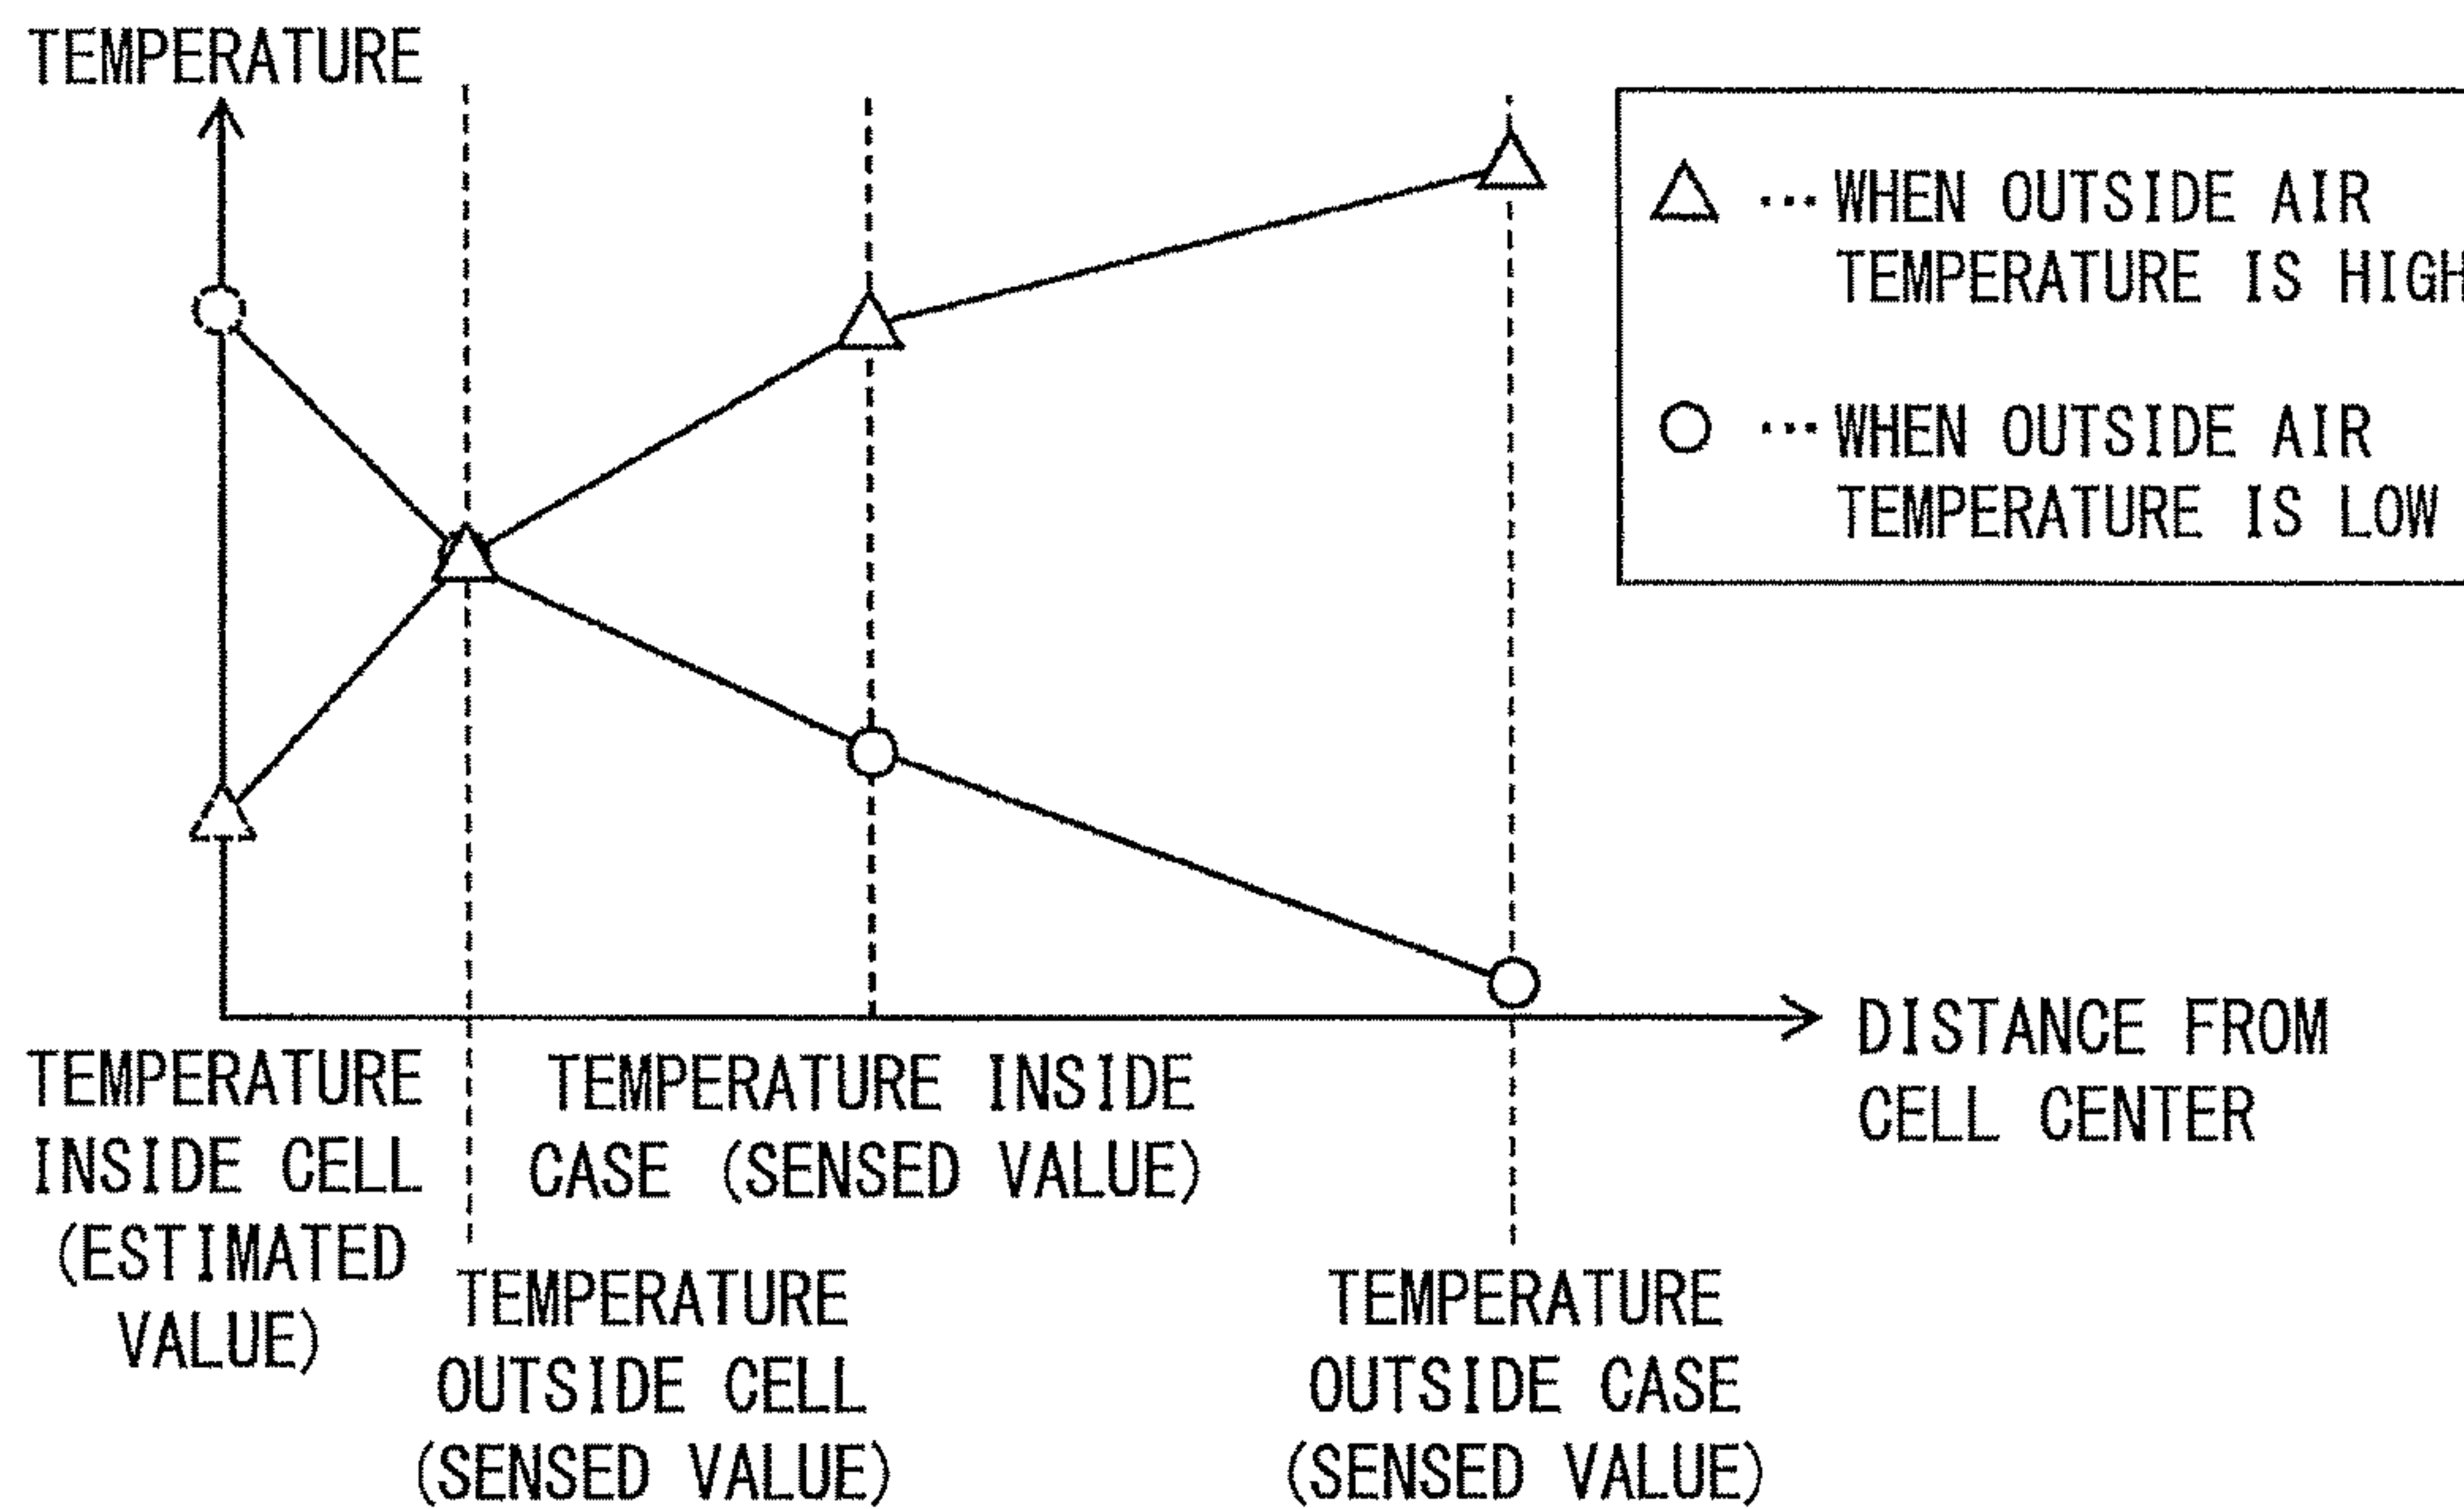 TEMPERATURE
△ ··· WHEN OUTSIDE AIR
TEMPERATURE IS HIGH
○ ··· WHEN OUTSIDE AIR
TEMPERATURE IS LOW
DISTANCE FROM
CELL CENTER
TEMPERATURE
INSIDE CELL
(ESTIMATED
VALUE)
TEMPERATURE INSIDE
CASE (SENSED VALUE)
TEMPERATURE
OUTSIDE CELL
(SENSED VALUE)
TEMPERATURE
OUTSIDE CASE
(SENSED VALUE)